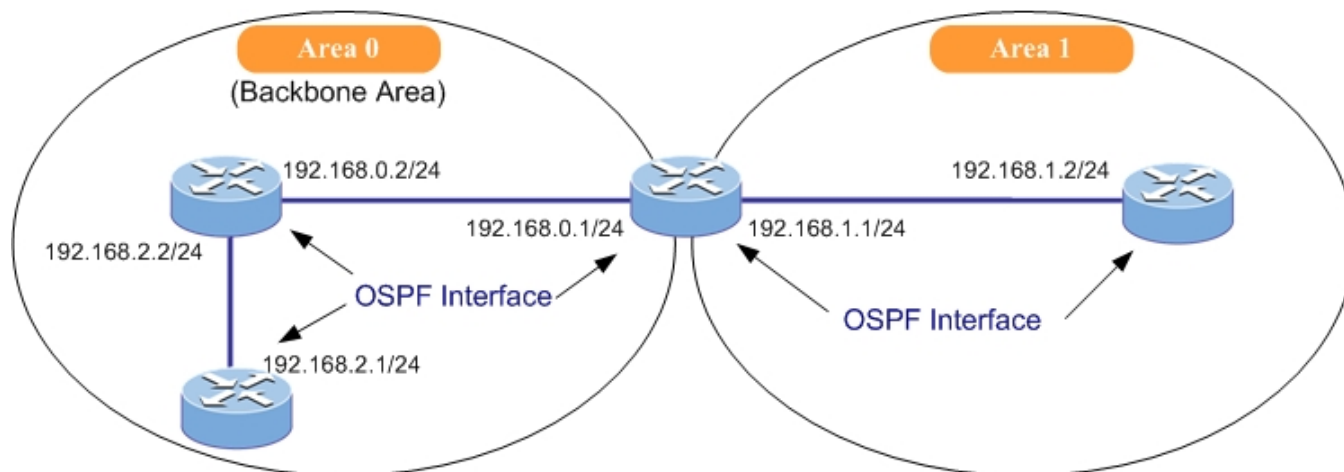 Area 0
(Backbone Area)
Area 1
192.168.0.2/24
192.168.1.2/24
192.168.0.1/24
192.168.1.1/24
192.168.2.2/24
OSPF Interface
OSPF Interface
192.168.2.1/24